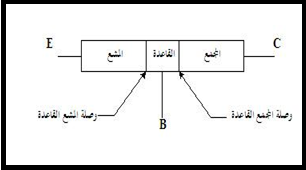 E
C
المشع
القاعدة
المجمع
وصلة المشع القاعدة
وصلة المجمع القاعدة
B